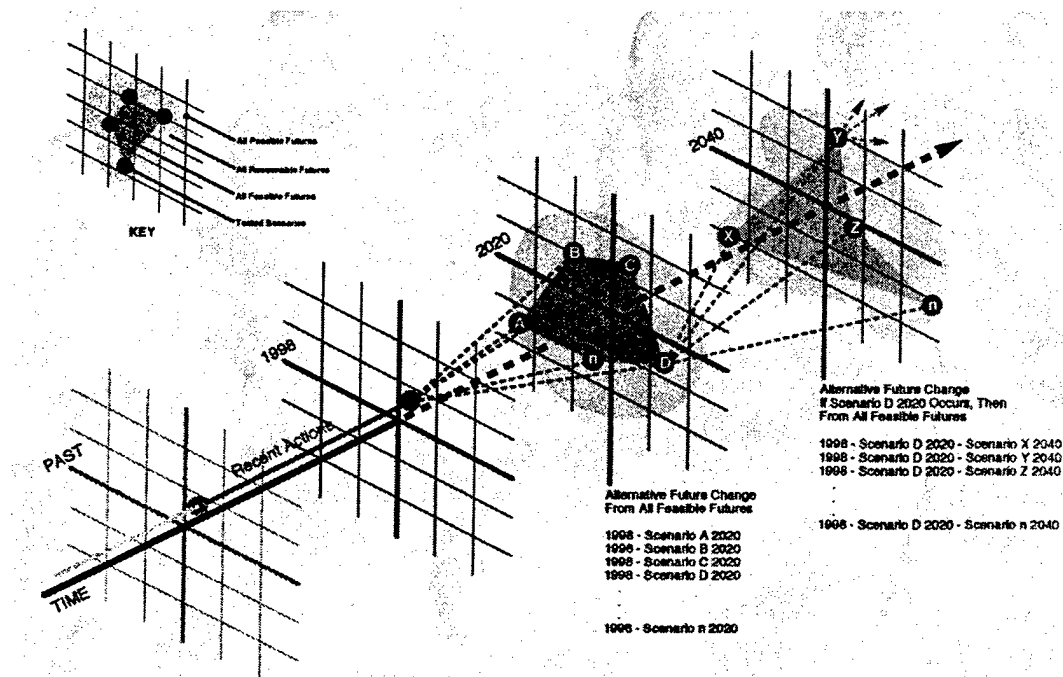 All Possible Futures
All Reasonable Futures
All Feasible Futures
Tested Scenarios
KEY
2040
Y
X
Z
n
2020
B
C
A
n
D
1998
Recent Actions
PAST
TIME
Alternative Future Change
If Scenario D 2020 Occurs, Then
From All Feasible Futures
1998 - Scenario D 2020 - Scenario X 2040
1998 - Scenario D 2020 - Scenario Y 2040
1998 - Scenario D 2020 - Scenario Z 2040
.
.
1998 - Scenario D 2020 - Scenario n 2040
Alternative Future Change
From All Feasible Futures
1998 - Scenario A 2020
1998 - Scenario B 2020
1998 - Scenario C 2020
1998 - Scenario D 2020
.
.
1998 - Scenario n 2020